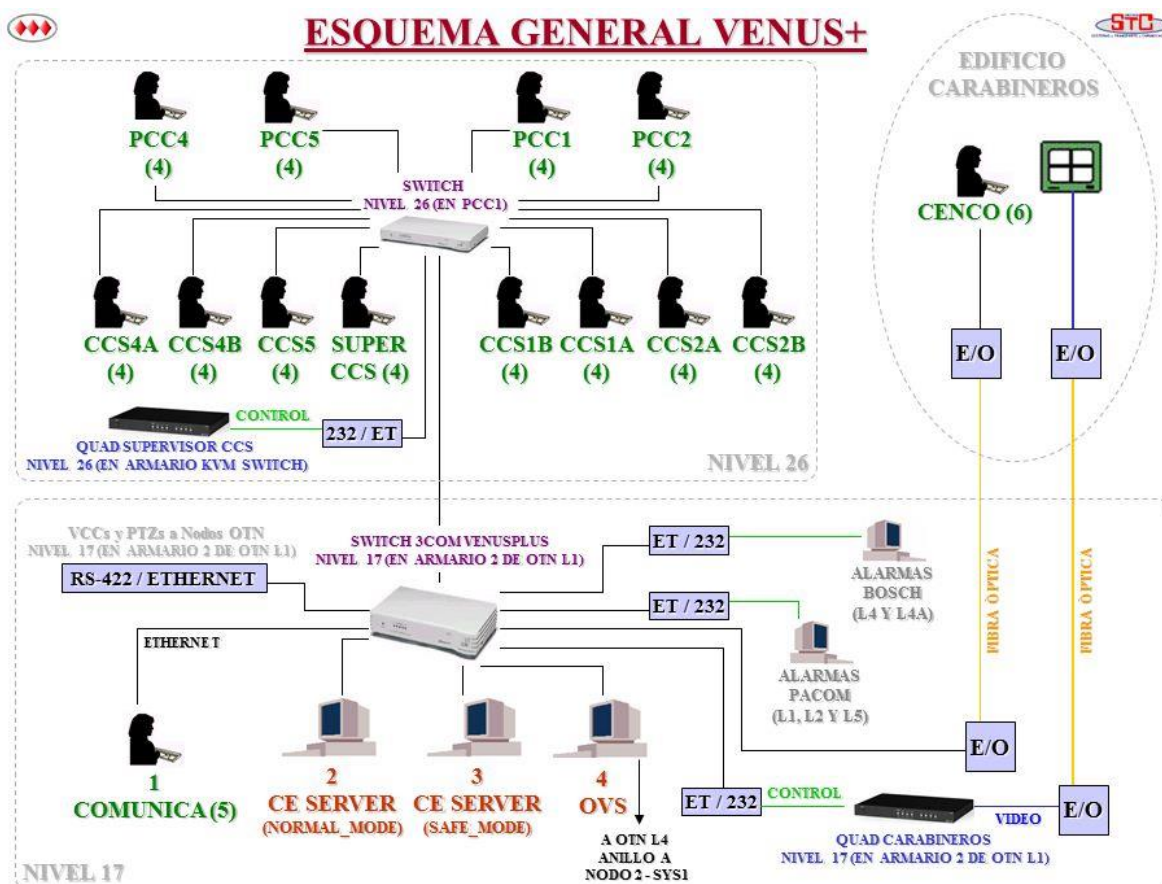 ESQUEMA GENERAL VENUS+
STC
EDIFICIO
CARABINEROS
PCC4
(4)
PCC5
(4)
PCC1
(4)
PCC2
(4)
SWITCH
NIVEL 26 (EN PCC1)
CENCO (6)
CCS4A
(4)
CCS4B
(4)
CCS5
(4)
SUPER
CCS (4)
CCS1B
(4)
CCS1A
(4)
CCS2A
(4)
CCS2B
(4)
E/O
E/O
CONTROL
232 / ET
QUAD SUPERVISOR CCS
NIVEL 26 (EN ARMARIO KVM SWITCH)
NIVEL 26
VCCs y PTZs a Nodos OTN
NIVEL 17 (EN ARMARIO 2 DE OTN L1)
RS-422 / ETHERNET
SWITCH 3COM VENUSPLUS
NIVEL 17 (EN ARMARIO 2 DE OTN L1)
ET / 232
ALARMAS
BOSCH
(L4 Y L4A)
ET / 232
ALARMAS
PACOM
(L1, L2 Y L5)
FIBRA ÒPTICA
FIBRA ÒPTICA
ETHERNET
1
COMUNICA (5)
2
CE SERVER
(NORMAL_MODE)
3
CE SERVER
(SAFE_MODE)
4
OVS
A OTN L4
ANILLO A
NODO 2 - SYS1
E/O
ET / 232
CONTROL
VIDEO
E/O
QUAD CARABINEROS
NIVEL 17 (EN ARMARIO 2 DE OTN L1)
NIVEL 17